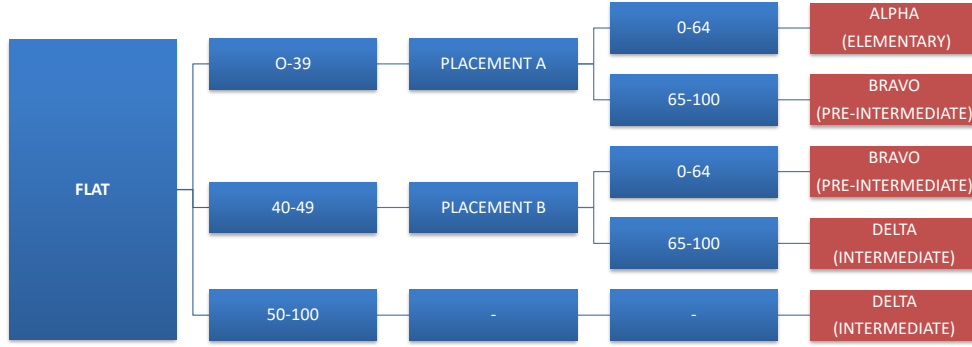 FLAT
O-39
PLACEMENT A
0-64
ALPHA
(ELEMENTARY)
65-100
BRAVO
(PRE-INTERMEDIATE)
40-49
PLACEMENT B
0-64
BRAVO
(PRE-INTERMEDIATE)
65-100
DELTA
(INTERMEDIATE)
50-100
-
-
DELTA
(INTERMEDIATE)